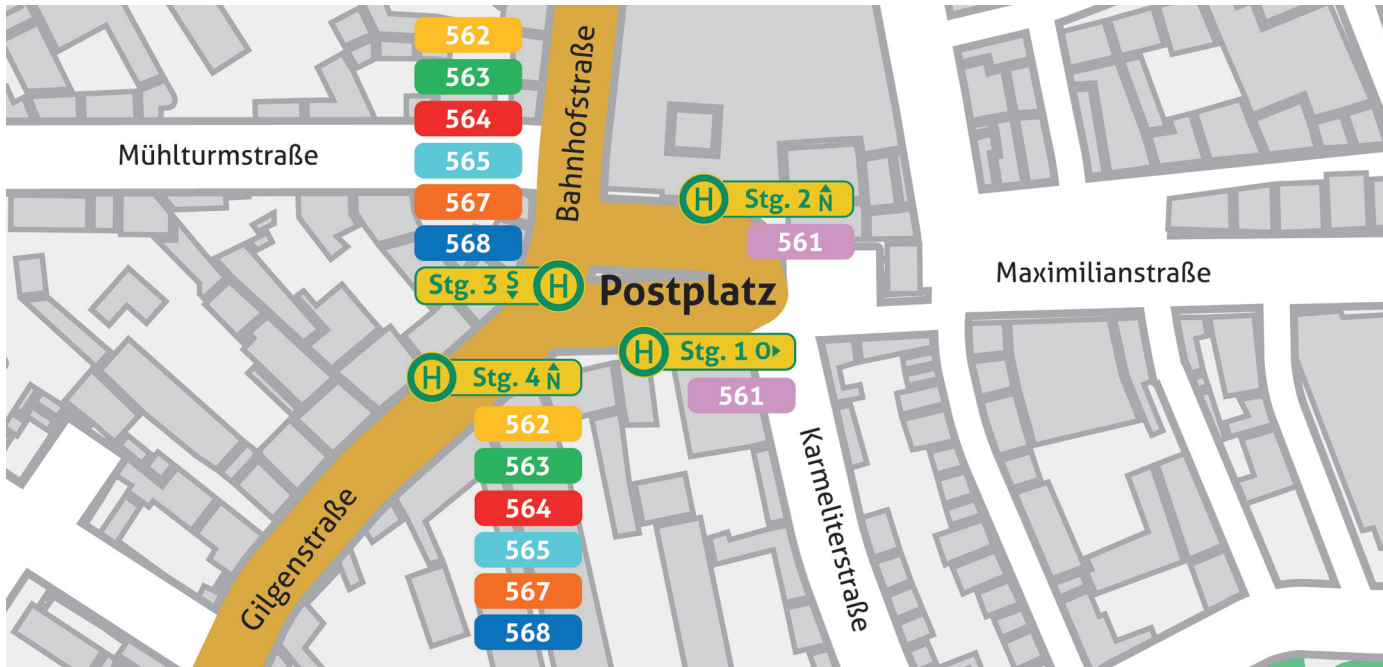 562
563
564
565
567
568
Mühlturmstraße
Bahnhofstraße
H Stg. 2 N
561
Stg. 3 S H
Postplatz
Maximilianstraße
H Stg. 1 O
561
H Stg. 4 N
562
563
564
565
567
568
Gilgenstraße
Karmeliterstraße